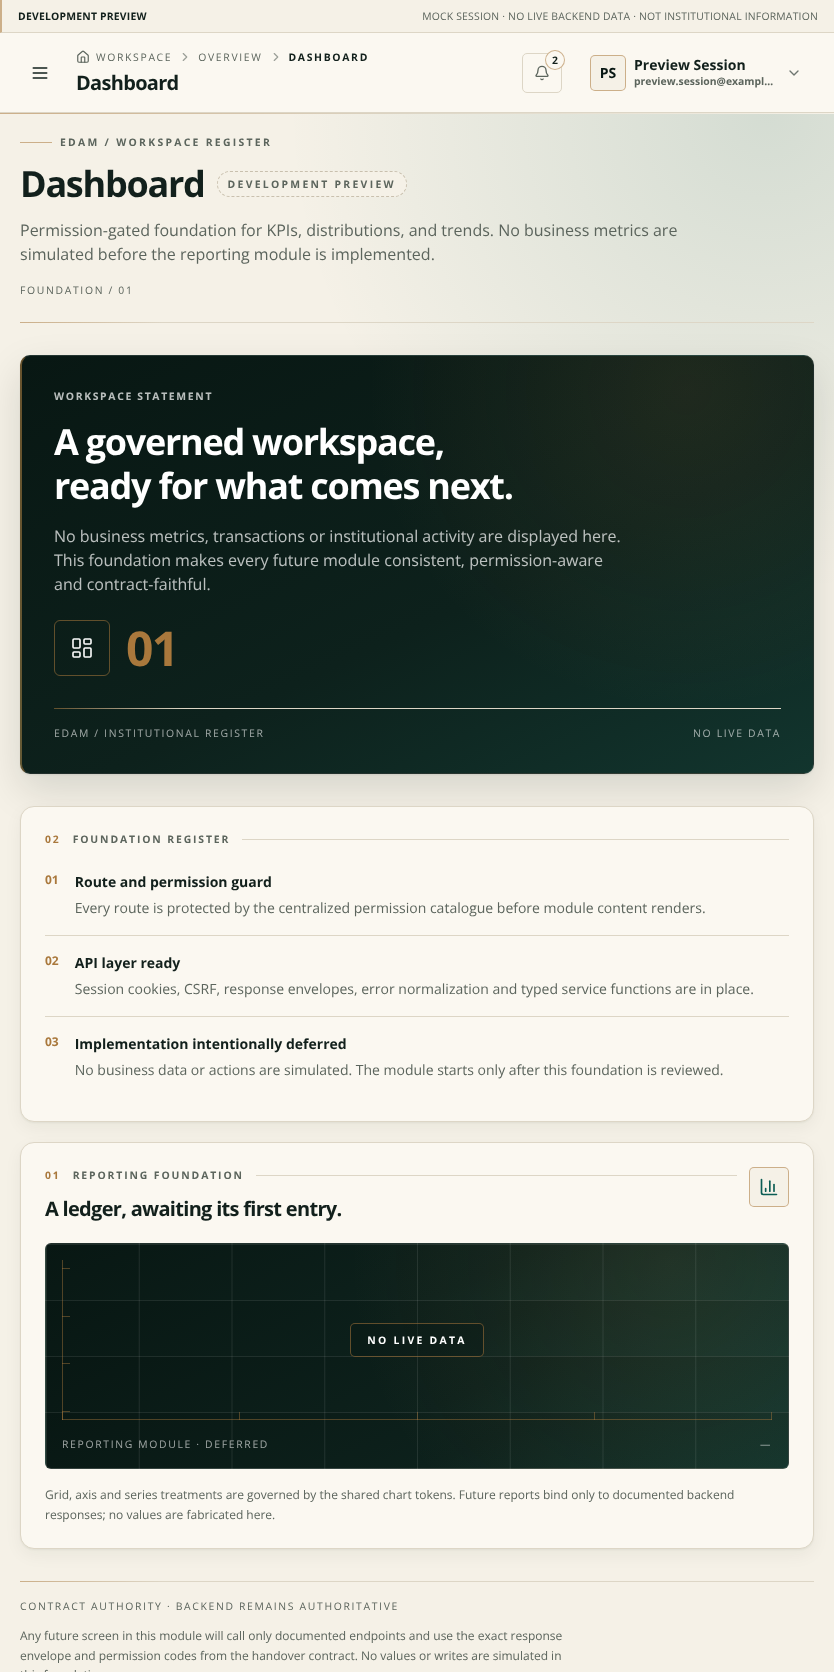 DEVELOPMENT PREVIEW
MOCK SESSION · NO LIVE BACKEND DATA · NOT INSTITUTIONAL INFORMATION
WORKSPACE > OVERVIEW > DASHBOARD
Dashboard
2
PS
Preview Session
preview.session@exampl...
EDAM / WORKSPACE REGISTER
Dashboard
DEVELOPMENT PREVIEW
Permission-gated foundation for KPIs, distributions, and trends. No business metrics are
simulated before the reporting module is implemented.
FOUNDATION / 01
WORKSPACE STATEMENT
A governed workspace,
ready for what comes next.
No business metrics, transactions or institutional activity are displayed here.
This foundation makes every future module consistent, permission-aware
and contract-faithful.
01
EDAM / INSTITUTIONAL REGISTER
NO LIVE DATA
02 FOUNDATION REGISTER
01 Route and permission guard
Every route is protected by the centralized permission catalogue before module content renders.
02 API layer ready
Session cookies, CSRF, response envelopes, error normalization and typed service functions are in place.
03 Implementation intentionally deferred
No business data or actions are simulated. The module starts only after this foundation is reviewed.
01 REPORTING FOUNDATION
A ledger, awaiting its first entry.
NO LIVE DATA
REPORTING MODULE · DEFERRED
—
Grid, axis and series treatments are governed by the shared chart tokens. Future reports bind only to documented backend
responses; no values are fabricated here.
CONTRACT AUTHORITY · BACKEND REMAINS AUTHORITATIVE
Any future screen in this module will call only documented endpoints and use the exact response
envelope and permission codes from the handover contract. No values or writes are simulated in